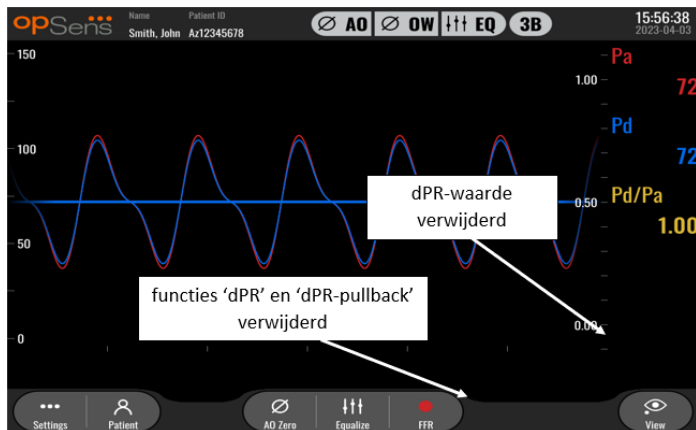 opSens
Name
Patient ID
Smith, John
Az12345678
AO
OW
EQ
3B
15:56:38
2023-04-03
150
100
50
0
1.00
0.50
0.00
Pa
72
Pd
72
Pd/Pa
1.00
dPR-waarde
verwijderd
functies ‘dPR’ en ‘dPR-pullback’
verwijderd
Settings
Patient
AO Zero
Equalize
FFR
View